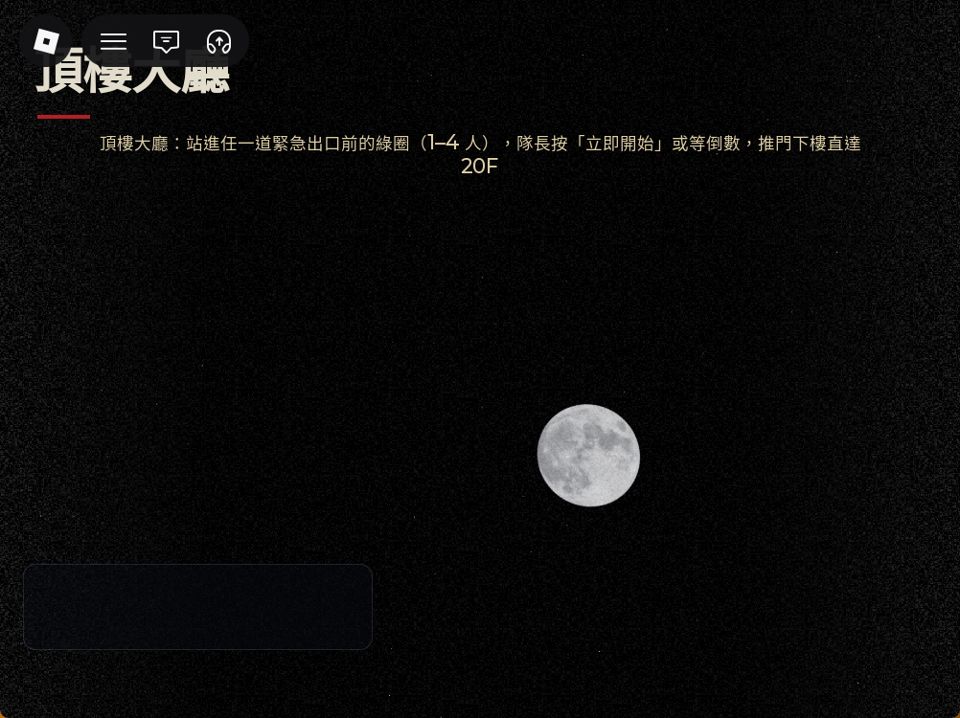 頂樓大廳
頂樓大廳：站進任一道緊急出口前的綠圈（1–4 人），隊長按「立即開始」或等倒數，推門下樓直達
20F